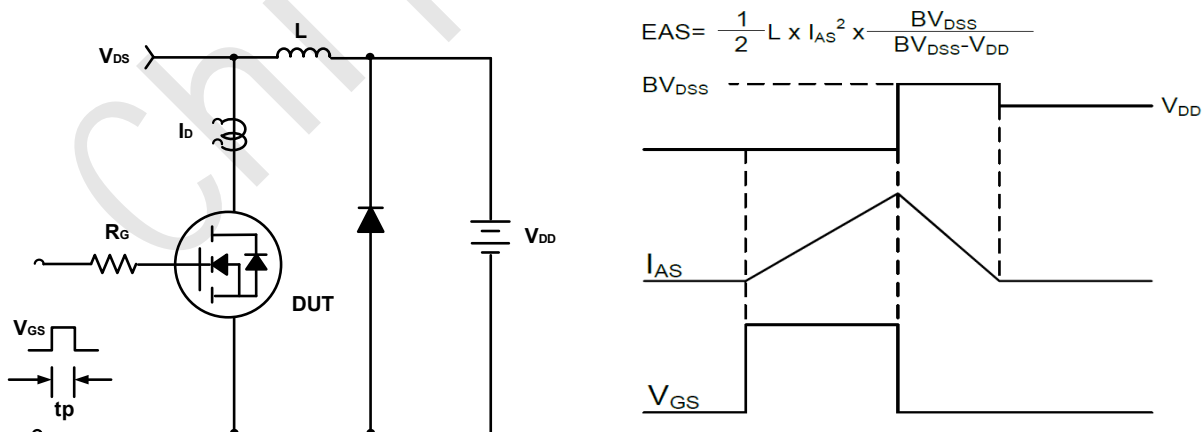 L
VDS
ID
RG
VDD
DUT
VGS
tp
EAS= 1/2 L x IAS² x BVDSS/BVDSS-VDD
BVDSS
VDD
IAS
VGS